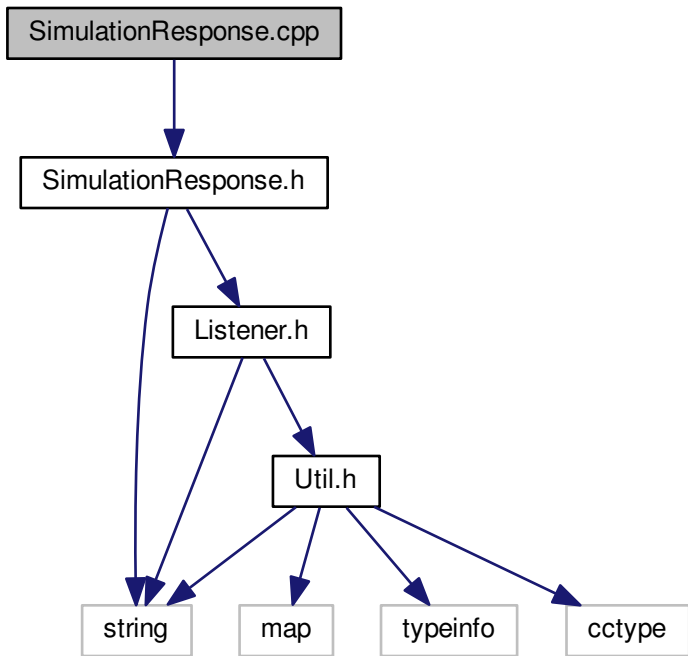 SimulationResponse.cpp
SimulationResponse.h
Listener.h
Util.h
string
map
typeinfo
cctype